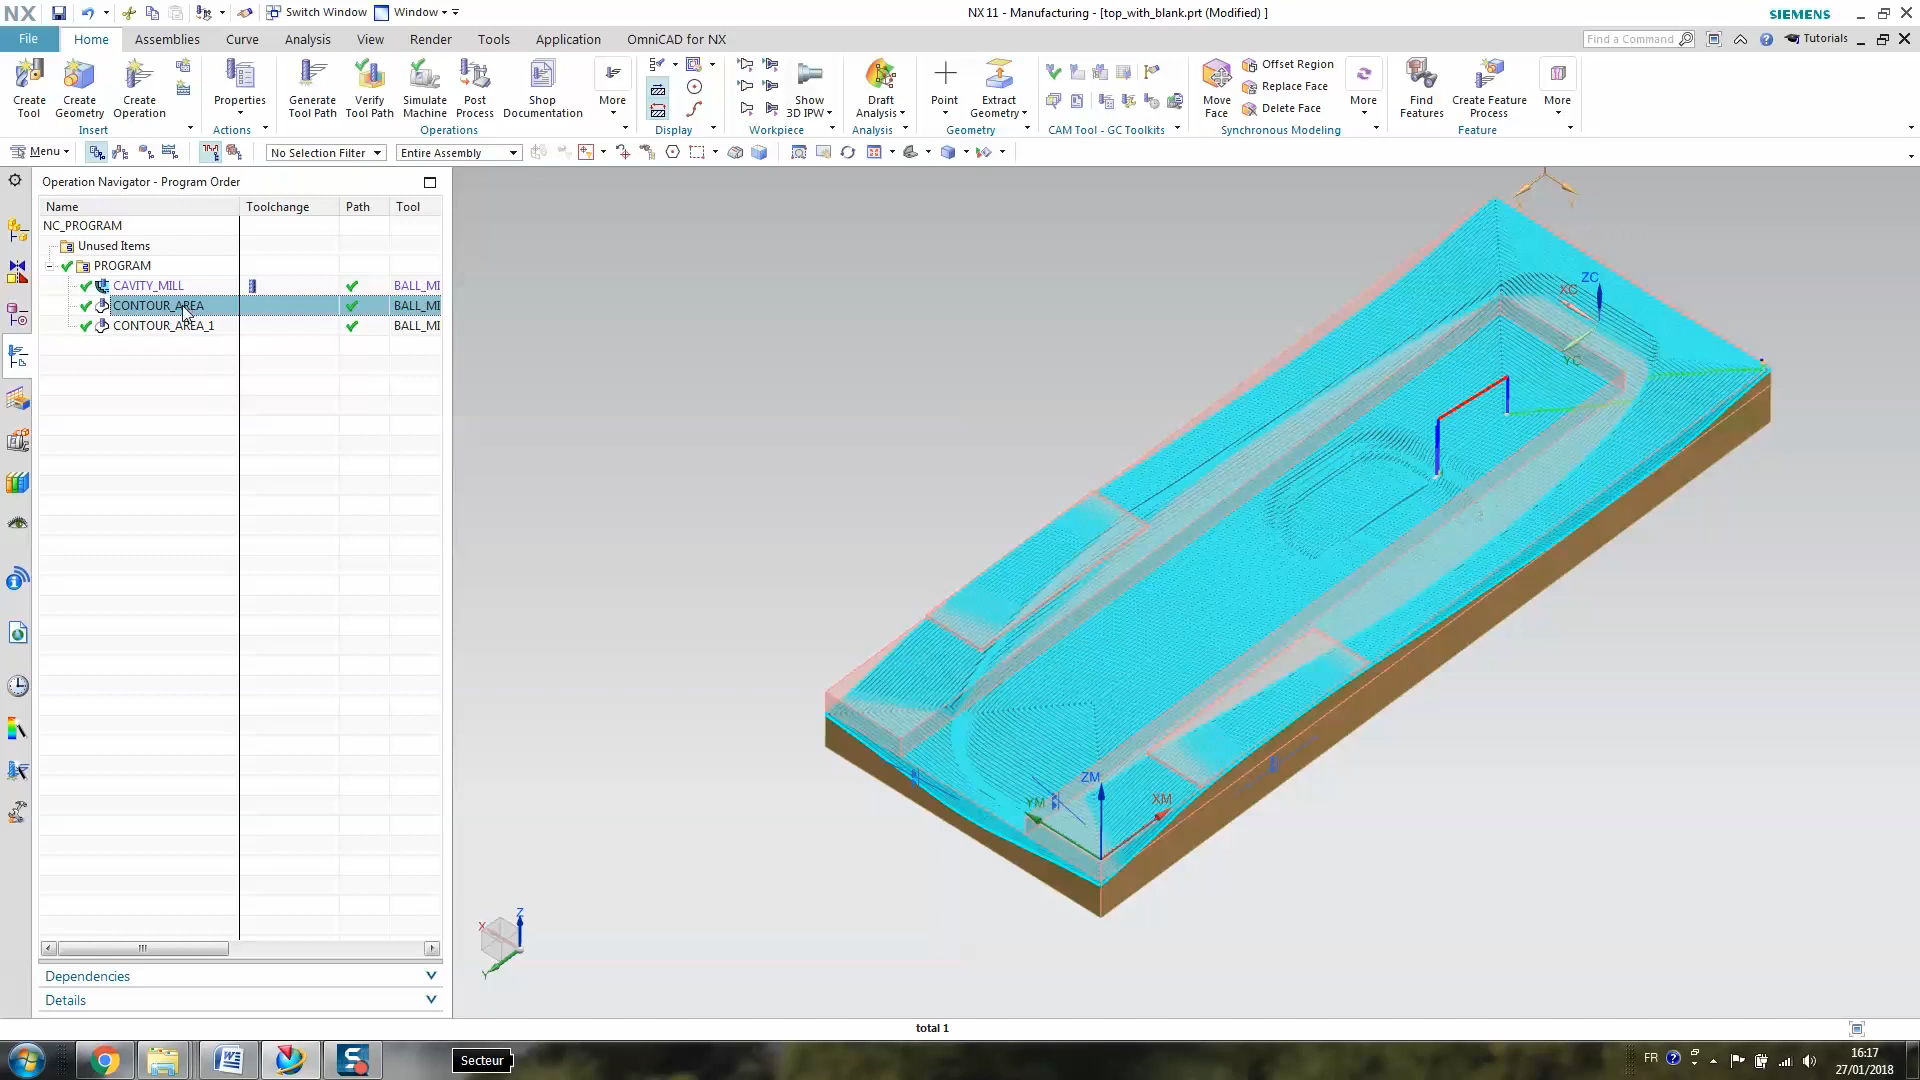 NX Switch Window Window NX 11 - Manufacturing - [top_with_blank.prt (Modified) ] SIEMENS
File Home Assemblies Curve Analysis View Render Tools Application OmniCAD for NX Find a Command Tutorials
Create Tool
Create Geometry
Create Operation
Properties
Generate Tool Path
Verify Tool Path
Simulate Machine
Post Process
Shop Documentation
More
Show 3D IPW
Draft Analysis
Point
Extract Geometry
Move Face
Offset Region
Replace Face
Delete Face
More
Find Features
Create Feature Process
More
Insert Actions Operations Display Workpiece Analysis Geometry CAM Tool - GC Toolkits Synchronous Modeling Feature
Menu No Selection Filter Entire Assembly
Operation Navigator - Program Order
Name Toolchange Path Tool
NC_PROGRAM
Unused Items
PROGRAM
CAVITY_MILL BALL_MI
CONTOUR_AREA BALL_MI
CONTOUR_AREA_1 BALL_MI
ZC
XC
YC
ZM
YM XM
Z
X
Y
Dependencies
Details
total 1
Secteur
FR 16:17
27/01/2018